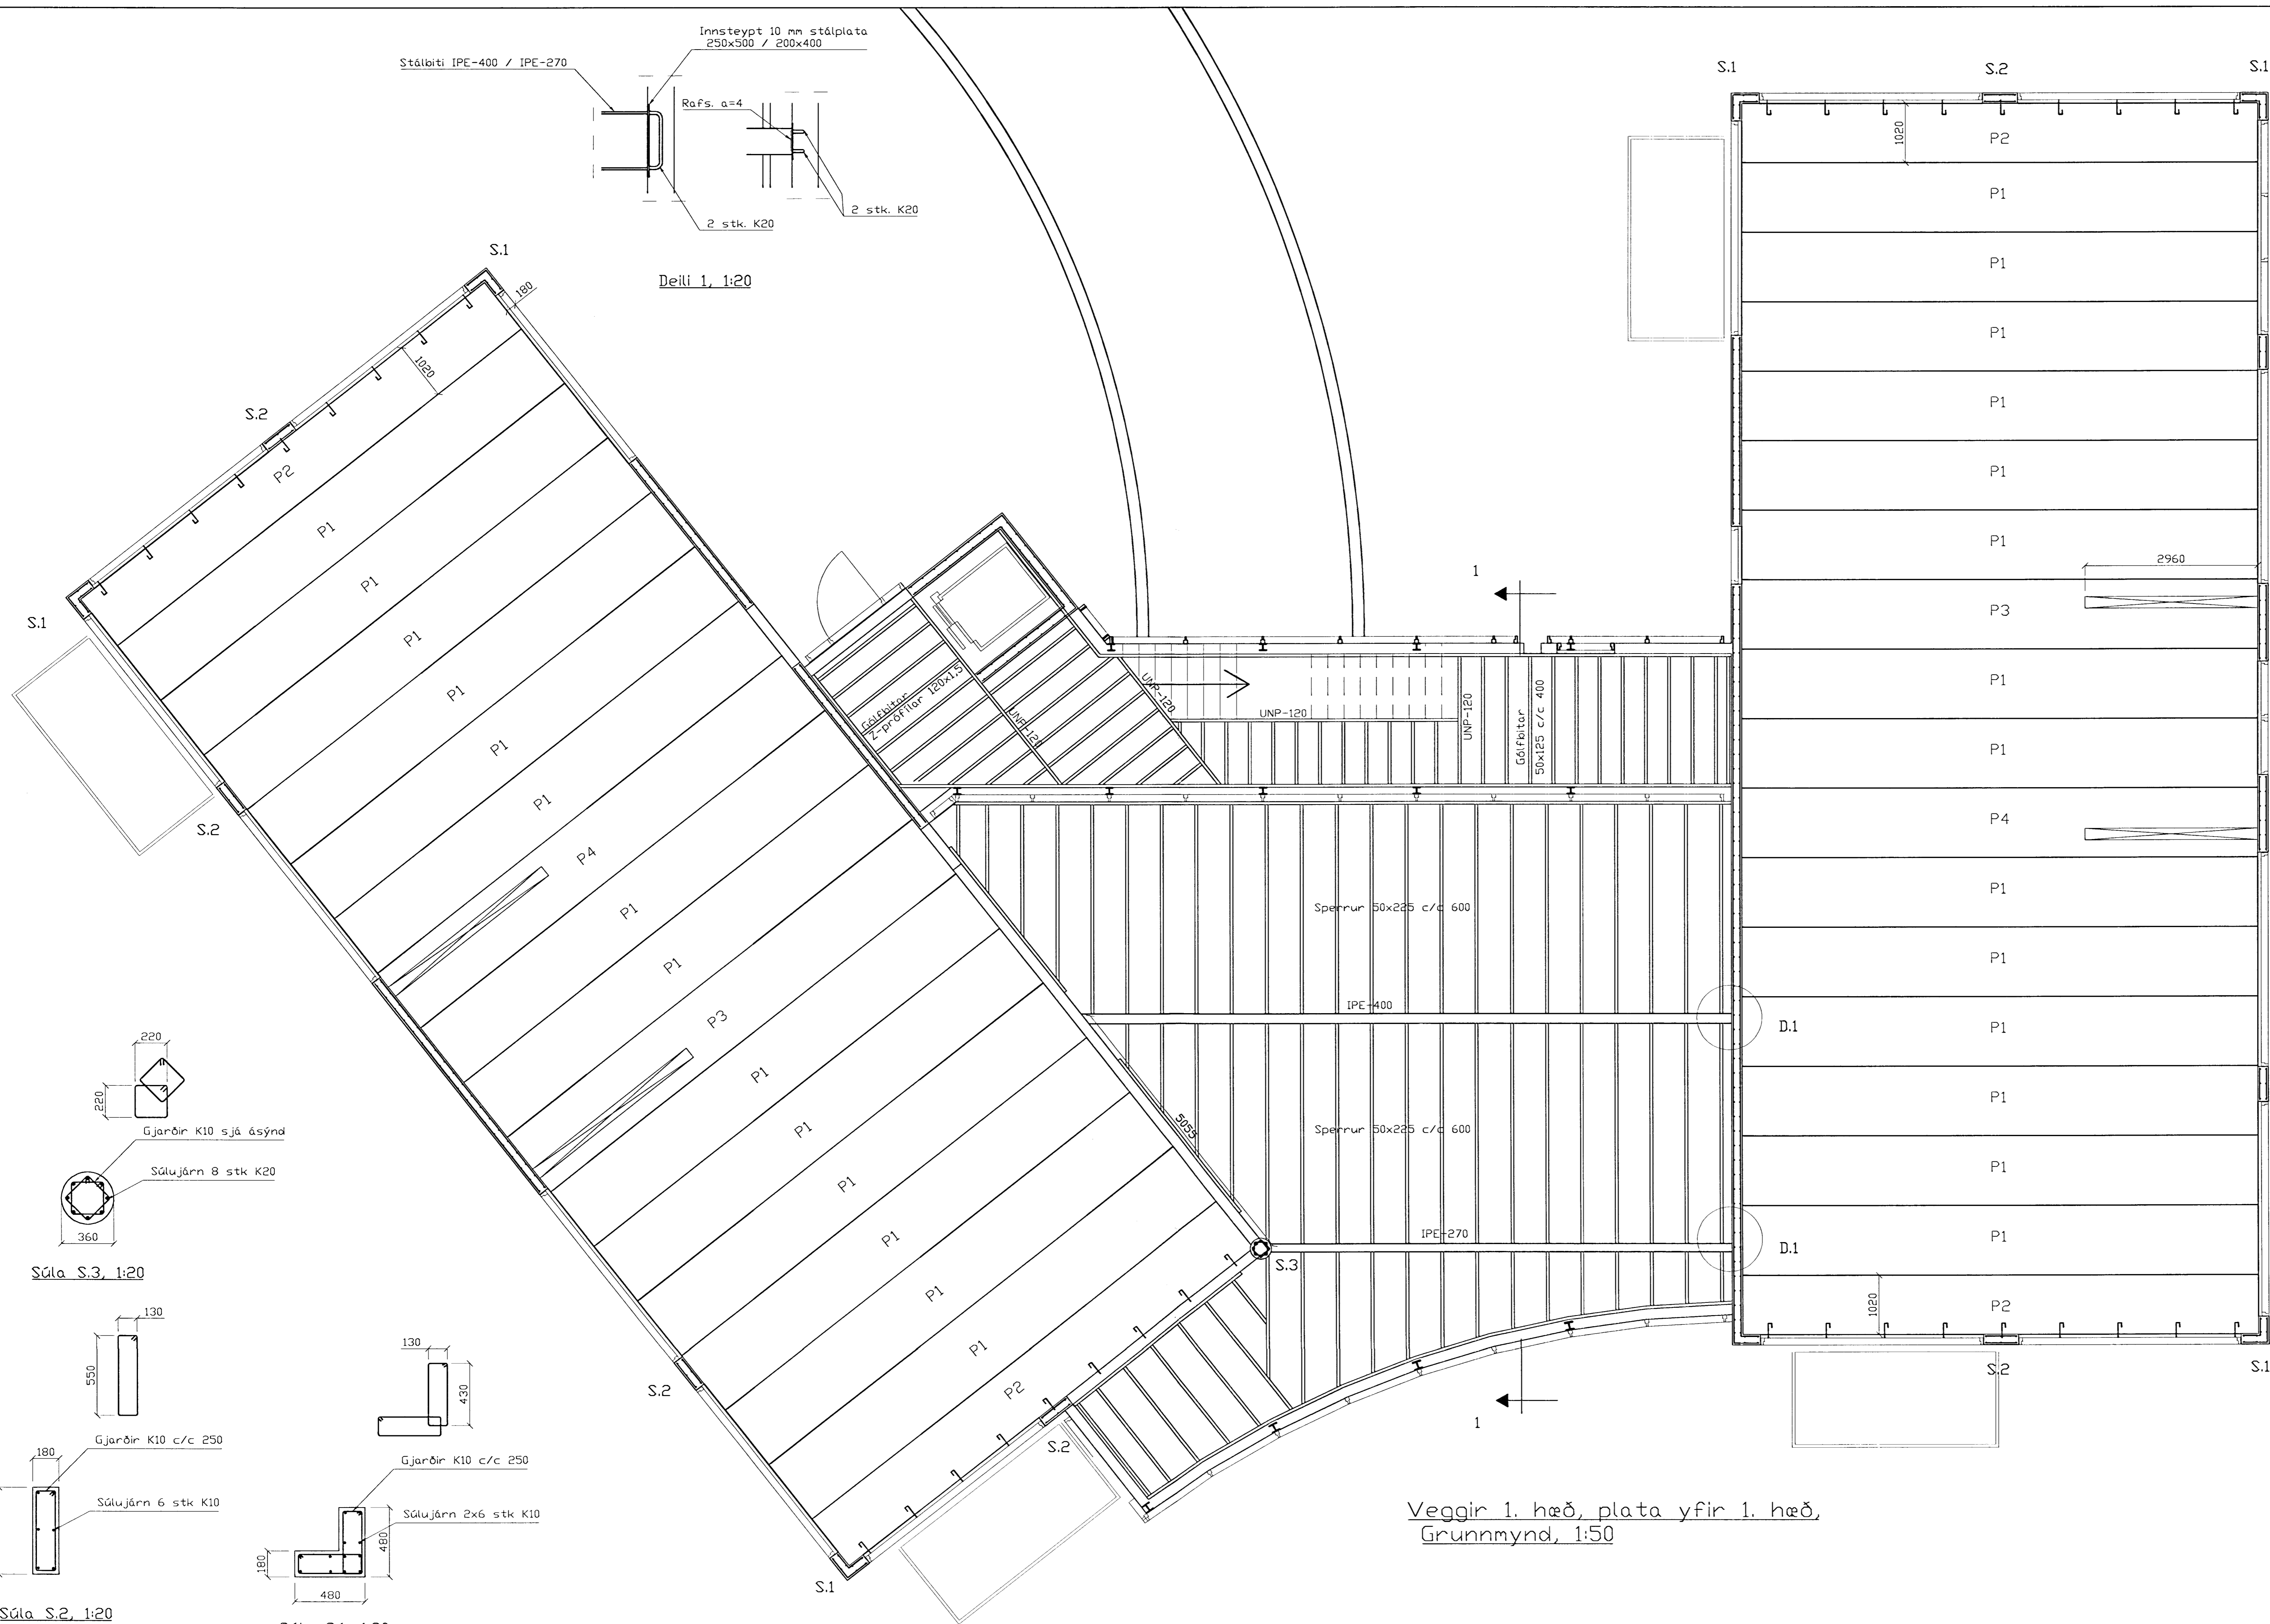 Innsteypt 10 mm stálplata
250x500 / 200x400
Stálbiti IPE-400 / IPE-270
Rafs. a=4
2 stk. K20
2 stk. K20
Deili 1, 1:20
S.1
S.2
S.1
1020
P2
P1
P1
P1
P1
P1
P1
2960
P3
P1
P1
P4
P1
P1
P1
P1
P1
P1
1020
P2
S.2
S.1
D.1
D.1
S.1
180
1020
S.2
S.1
P2
P1
P1
P1
P1
P1
P1
P4
P1
P1
P3
P1
P1
P1
P1
P1
P1
P2
S.2
S.2
S.1
S.2
S.3
5055
Gólfbitar
Z-prófílar 120x1,5
UNP-120
UNP-120
UNP-120
UNP-120
Gólfbitar
50x125 c/c 400
1
Sperrur 50x225 c/c 600
IPE-400
Sperrur 50x225 c/c 600
IPE-270
1
220
220
Gjarðir K10 sjá ásýnd
Súlujárn 8 stk K20
360
Súla S.3, 1:20
130
550
Gjarðir K10 c/c 250
180
Súlujárn 6 stk K10
Súla S.2, 1:20
130
430
Gjarðir K10 c/c 250
Súlujárn 2x6 stk K10
480
180
480
Veggir 1. hæð, plata yfir 1. hæð,
Grunnmynd, 1:50